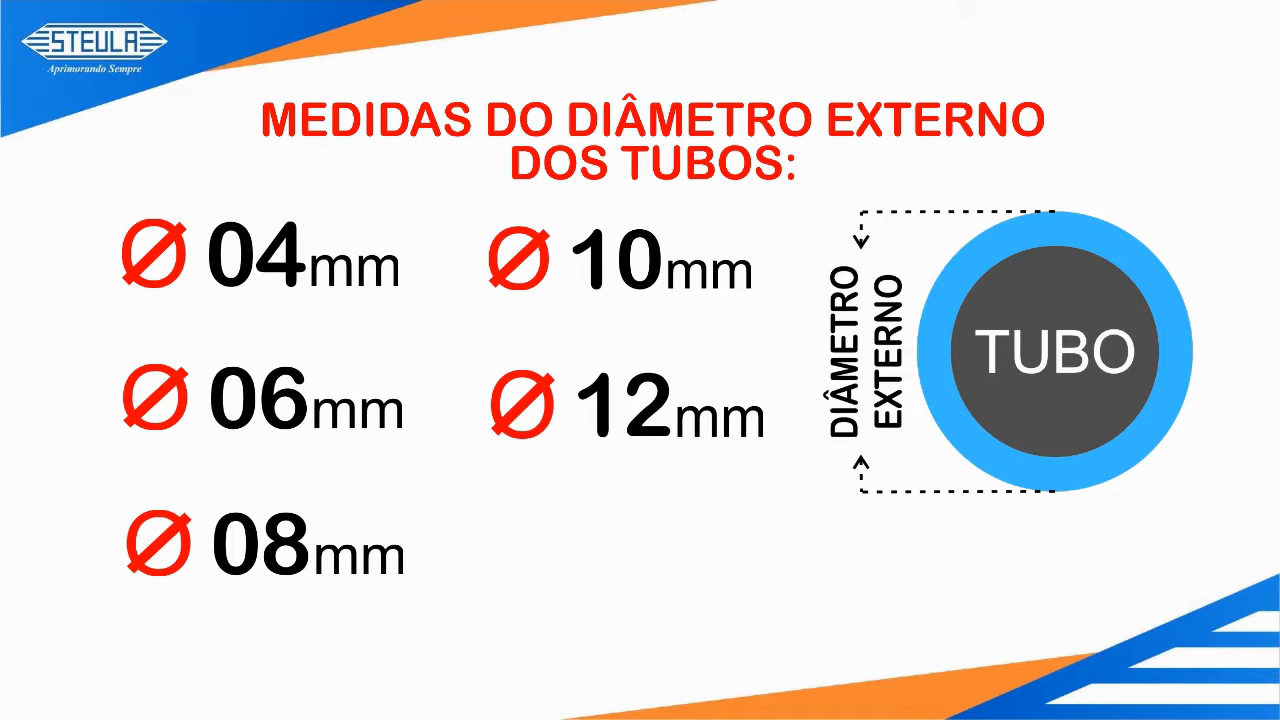 STEULA
Aprimorando Sempre
MEDIDAS DO DIÂMETRO EXTERNO
DOS TUBOS:
Ø 04mm
Ø 06mm
Ø 08mm
Ø 10mm
Ø 12mm
DIÂMETRO
EXTERNO
TUBO